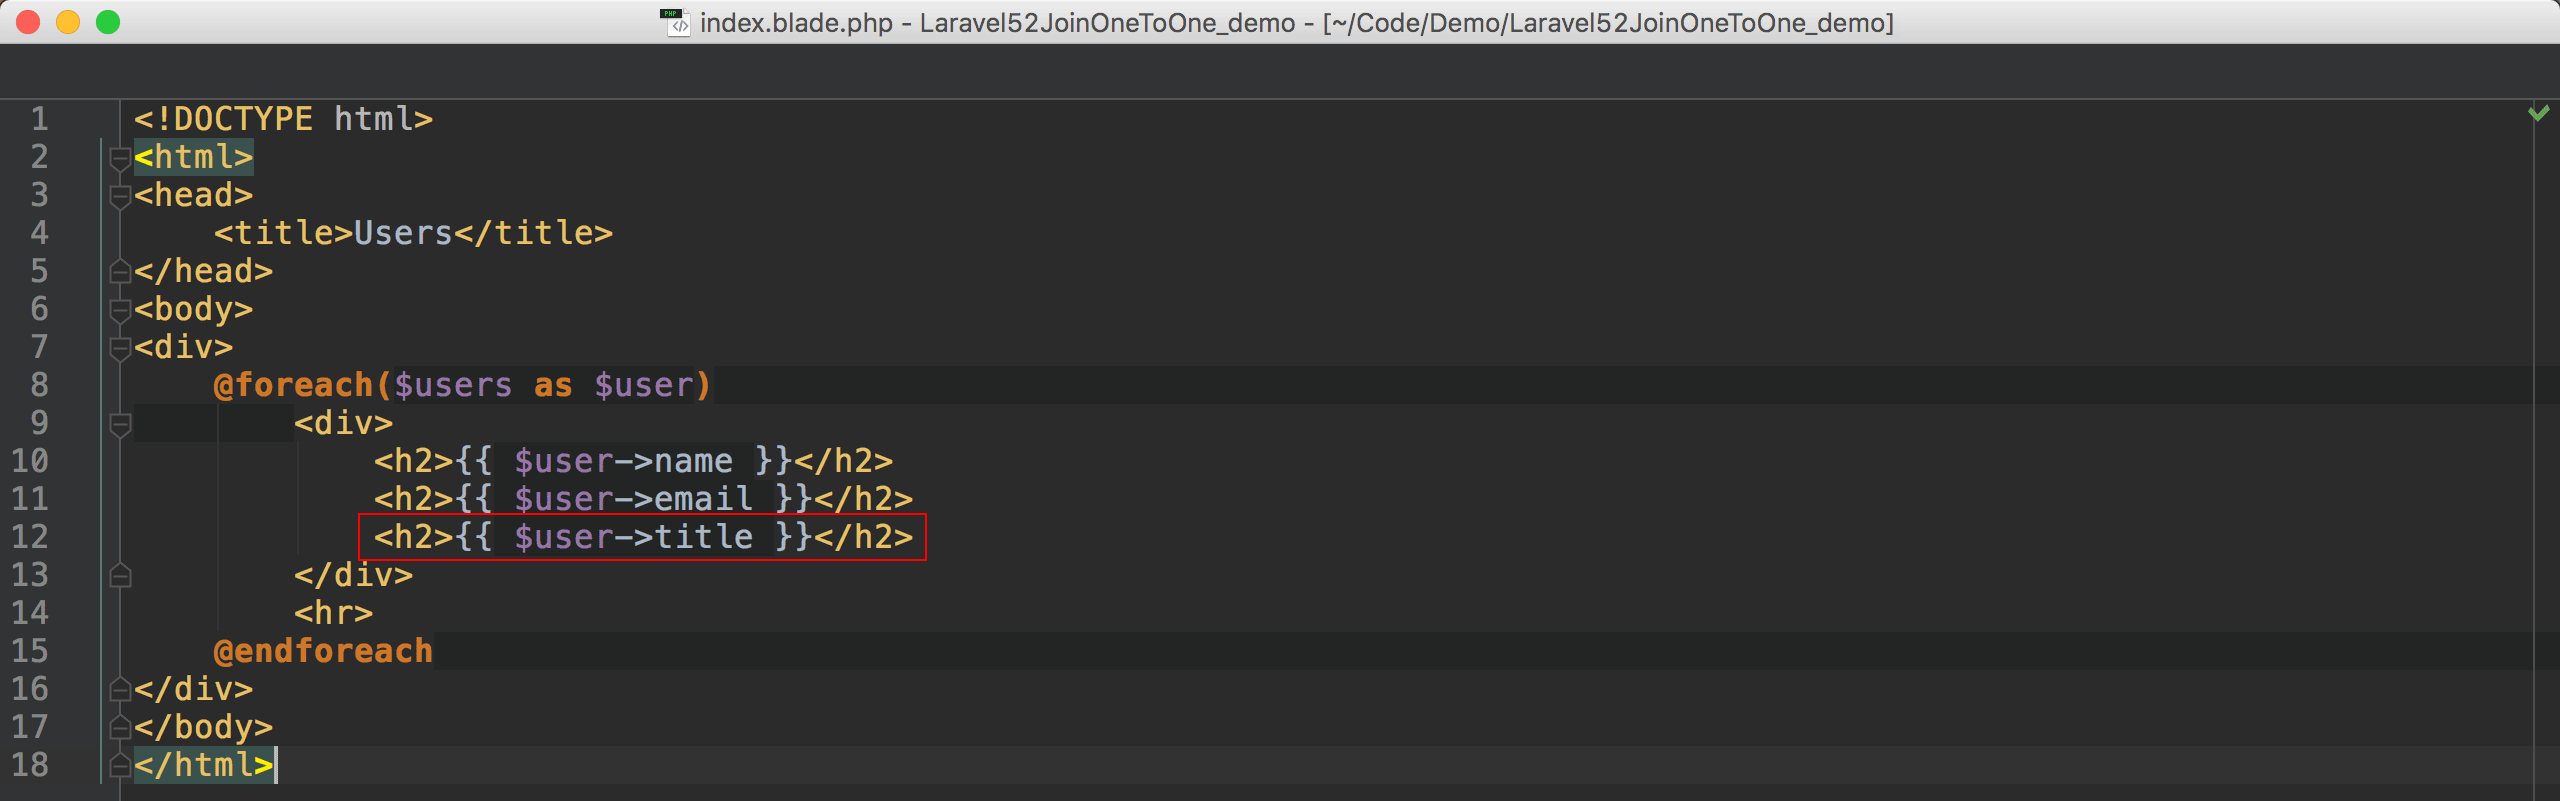 index.blade.php - Laravel52JoinOneToOne_demo - [~/Code/Demo/Laravel52JoinOneToOne_demo]
1 <!DOCTYPE html>
2 <html>
3 <head>
4     <title>Users</title>
5 </head>
6 <body>
7 <div>
8     @foreach($users as $user)
9         <div>
10             <h2>{{ $user->name }}</h2>
11             <h2>{{ $user->email }}</h2>
12             <h2>{{ $user->title }}</h2>
13         </div>
14         <hr>
15     @endforeach
16 </div>
17 </body>
18 </html>